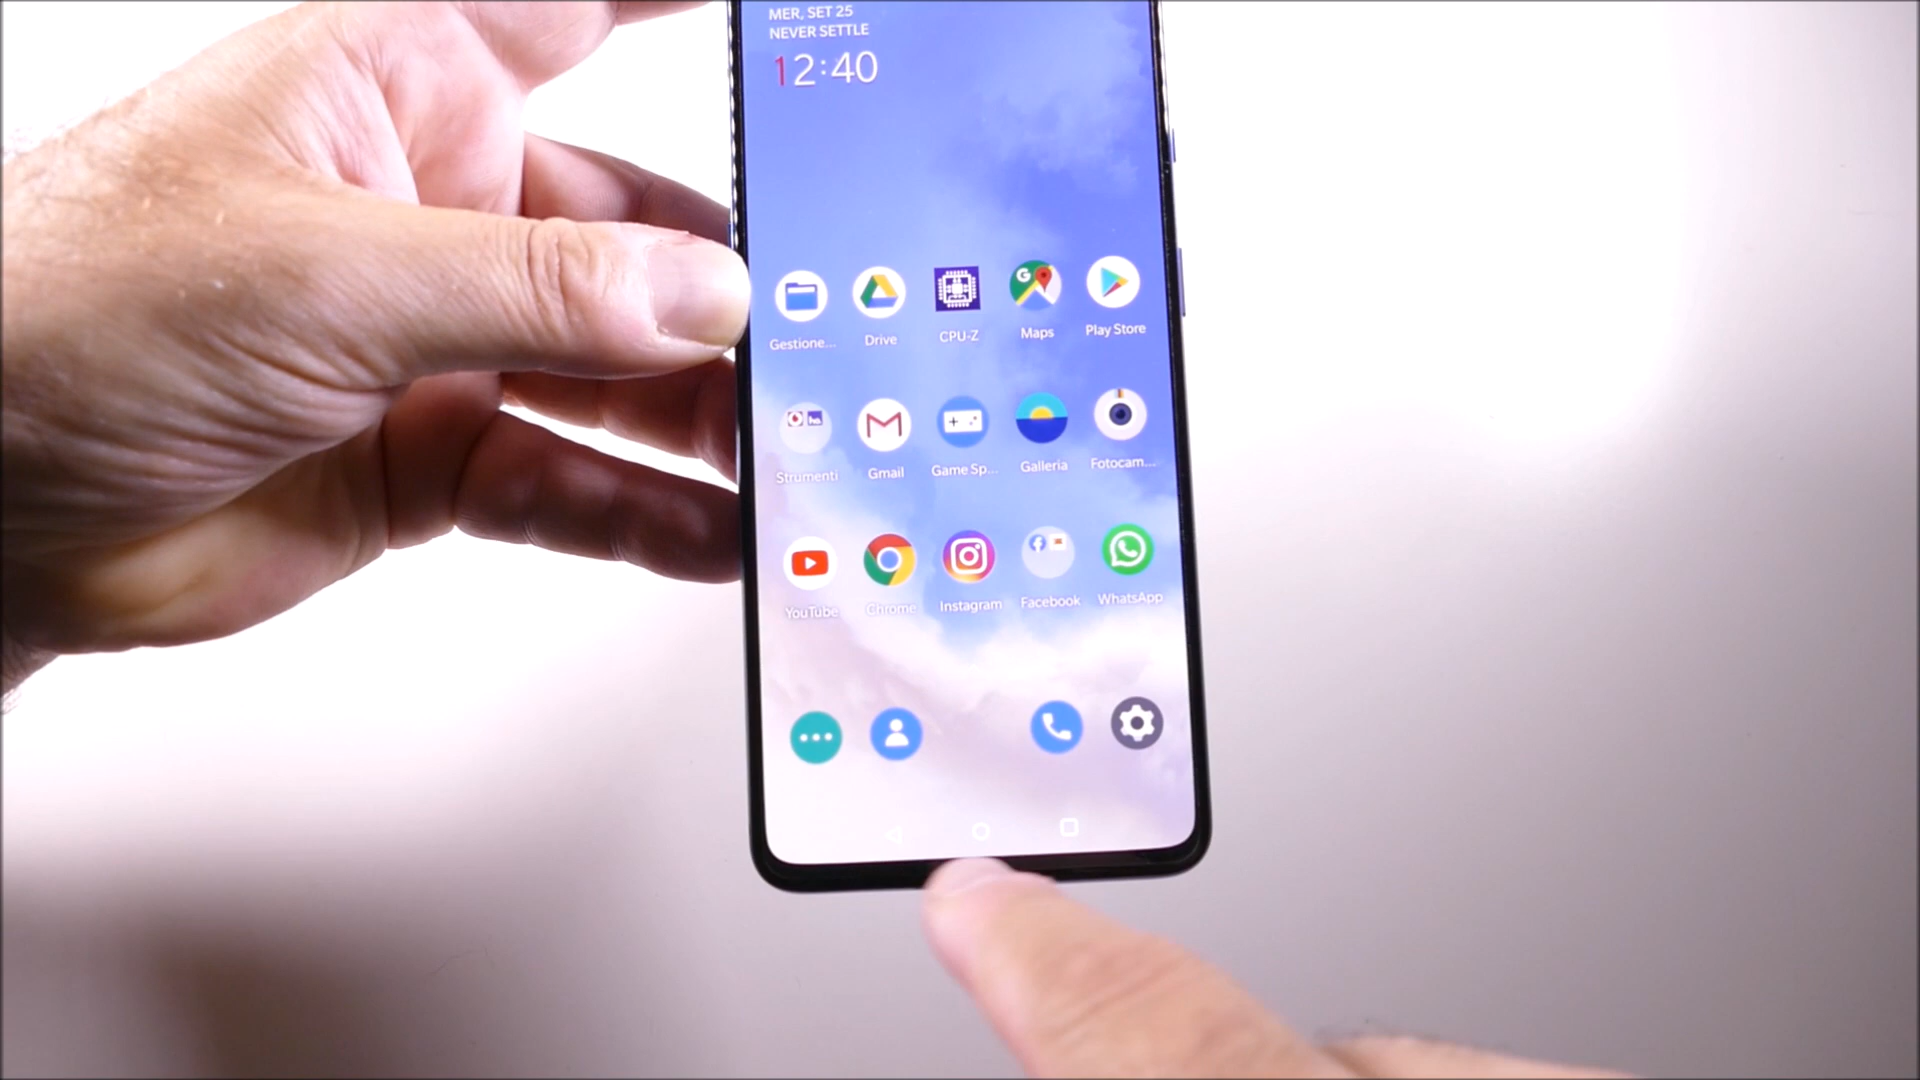 MER, SET 25
NEVER SETTLE
12:40
Gestione...
Drive
CPU-Z
Maps
Play Store
Strumenti
Gmail
Game Sp...
Galleria
Fotocam...
YouTube
Chrome
Instagram
Facebook
WhatsApp